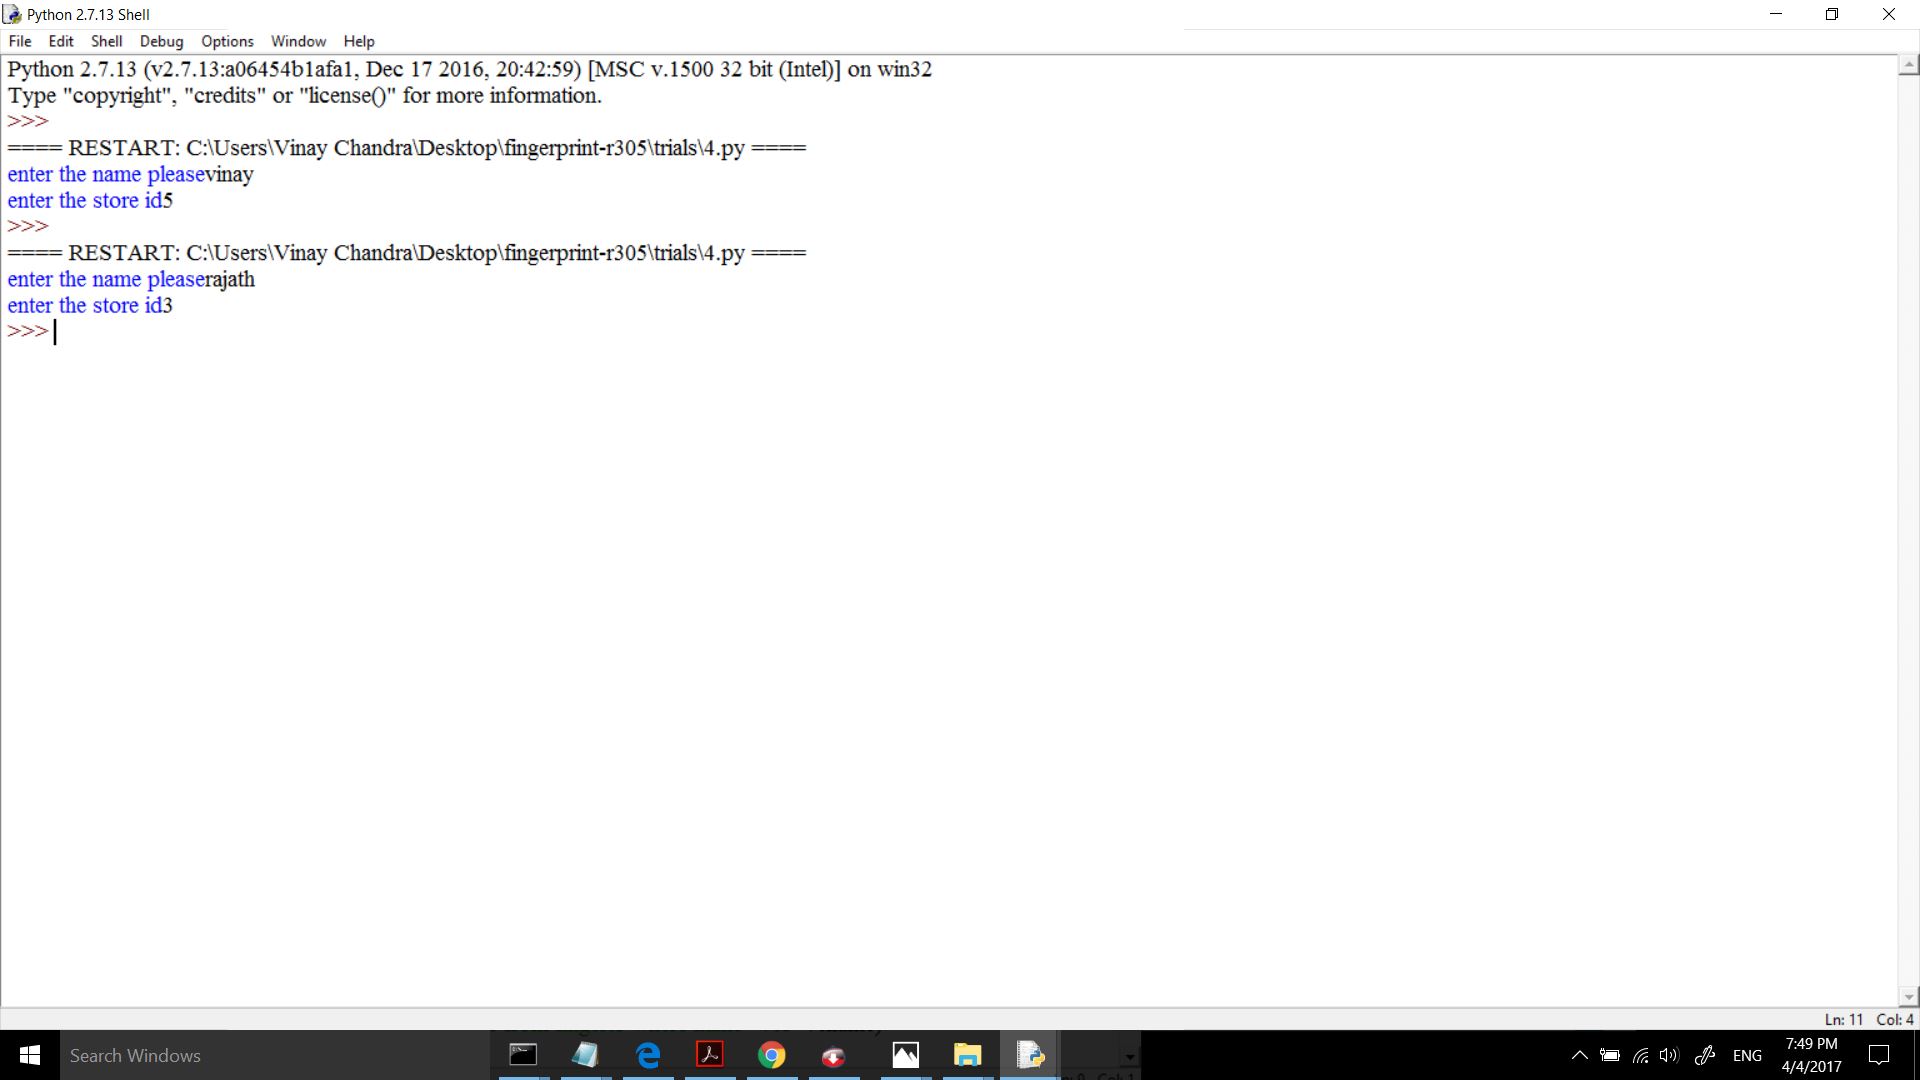 Python 2.7.13 Shell
File Edit Shell Debug Options Window Help
Python 2.7.13 (v2.7.13:a06454b1afa1, Dec 17 2016, 20:42:59) [MSC v.1500 32 bit (Intel)] on win32
Type "copyright", "credits" or "license()" for more information.
>>>
==== RESTART: C:\Users\Vinay Chandra\Desktop\fingerprint-r305\trials\4.py ====
enter the name pleasevinay
enter the store id5
>>>
==== RESTART: C:\Users\Vinay Chandra\Desktop\fingerprint-r305\trials\4.py ====
enter the name pleaserajath
enter the store id3
>>>
Ln: 11 Col: 4
Search Windows
ENG
7:49 PM
4/4/2017